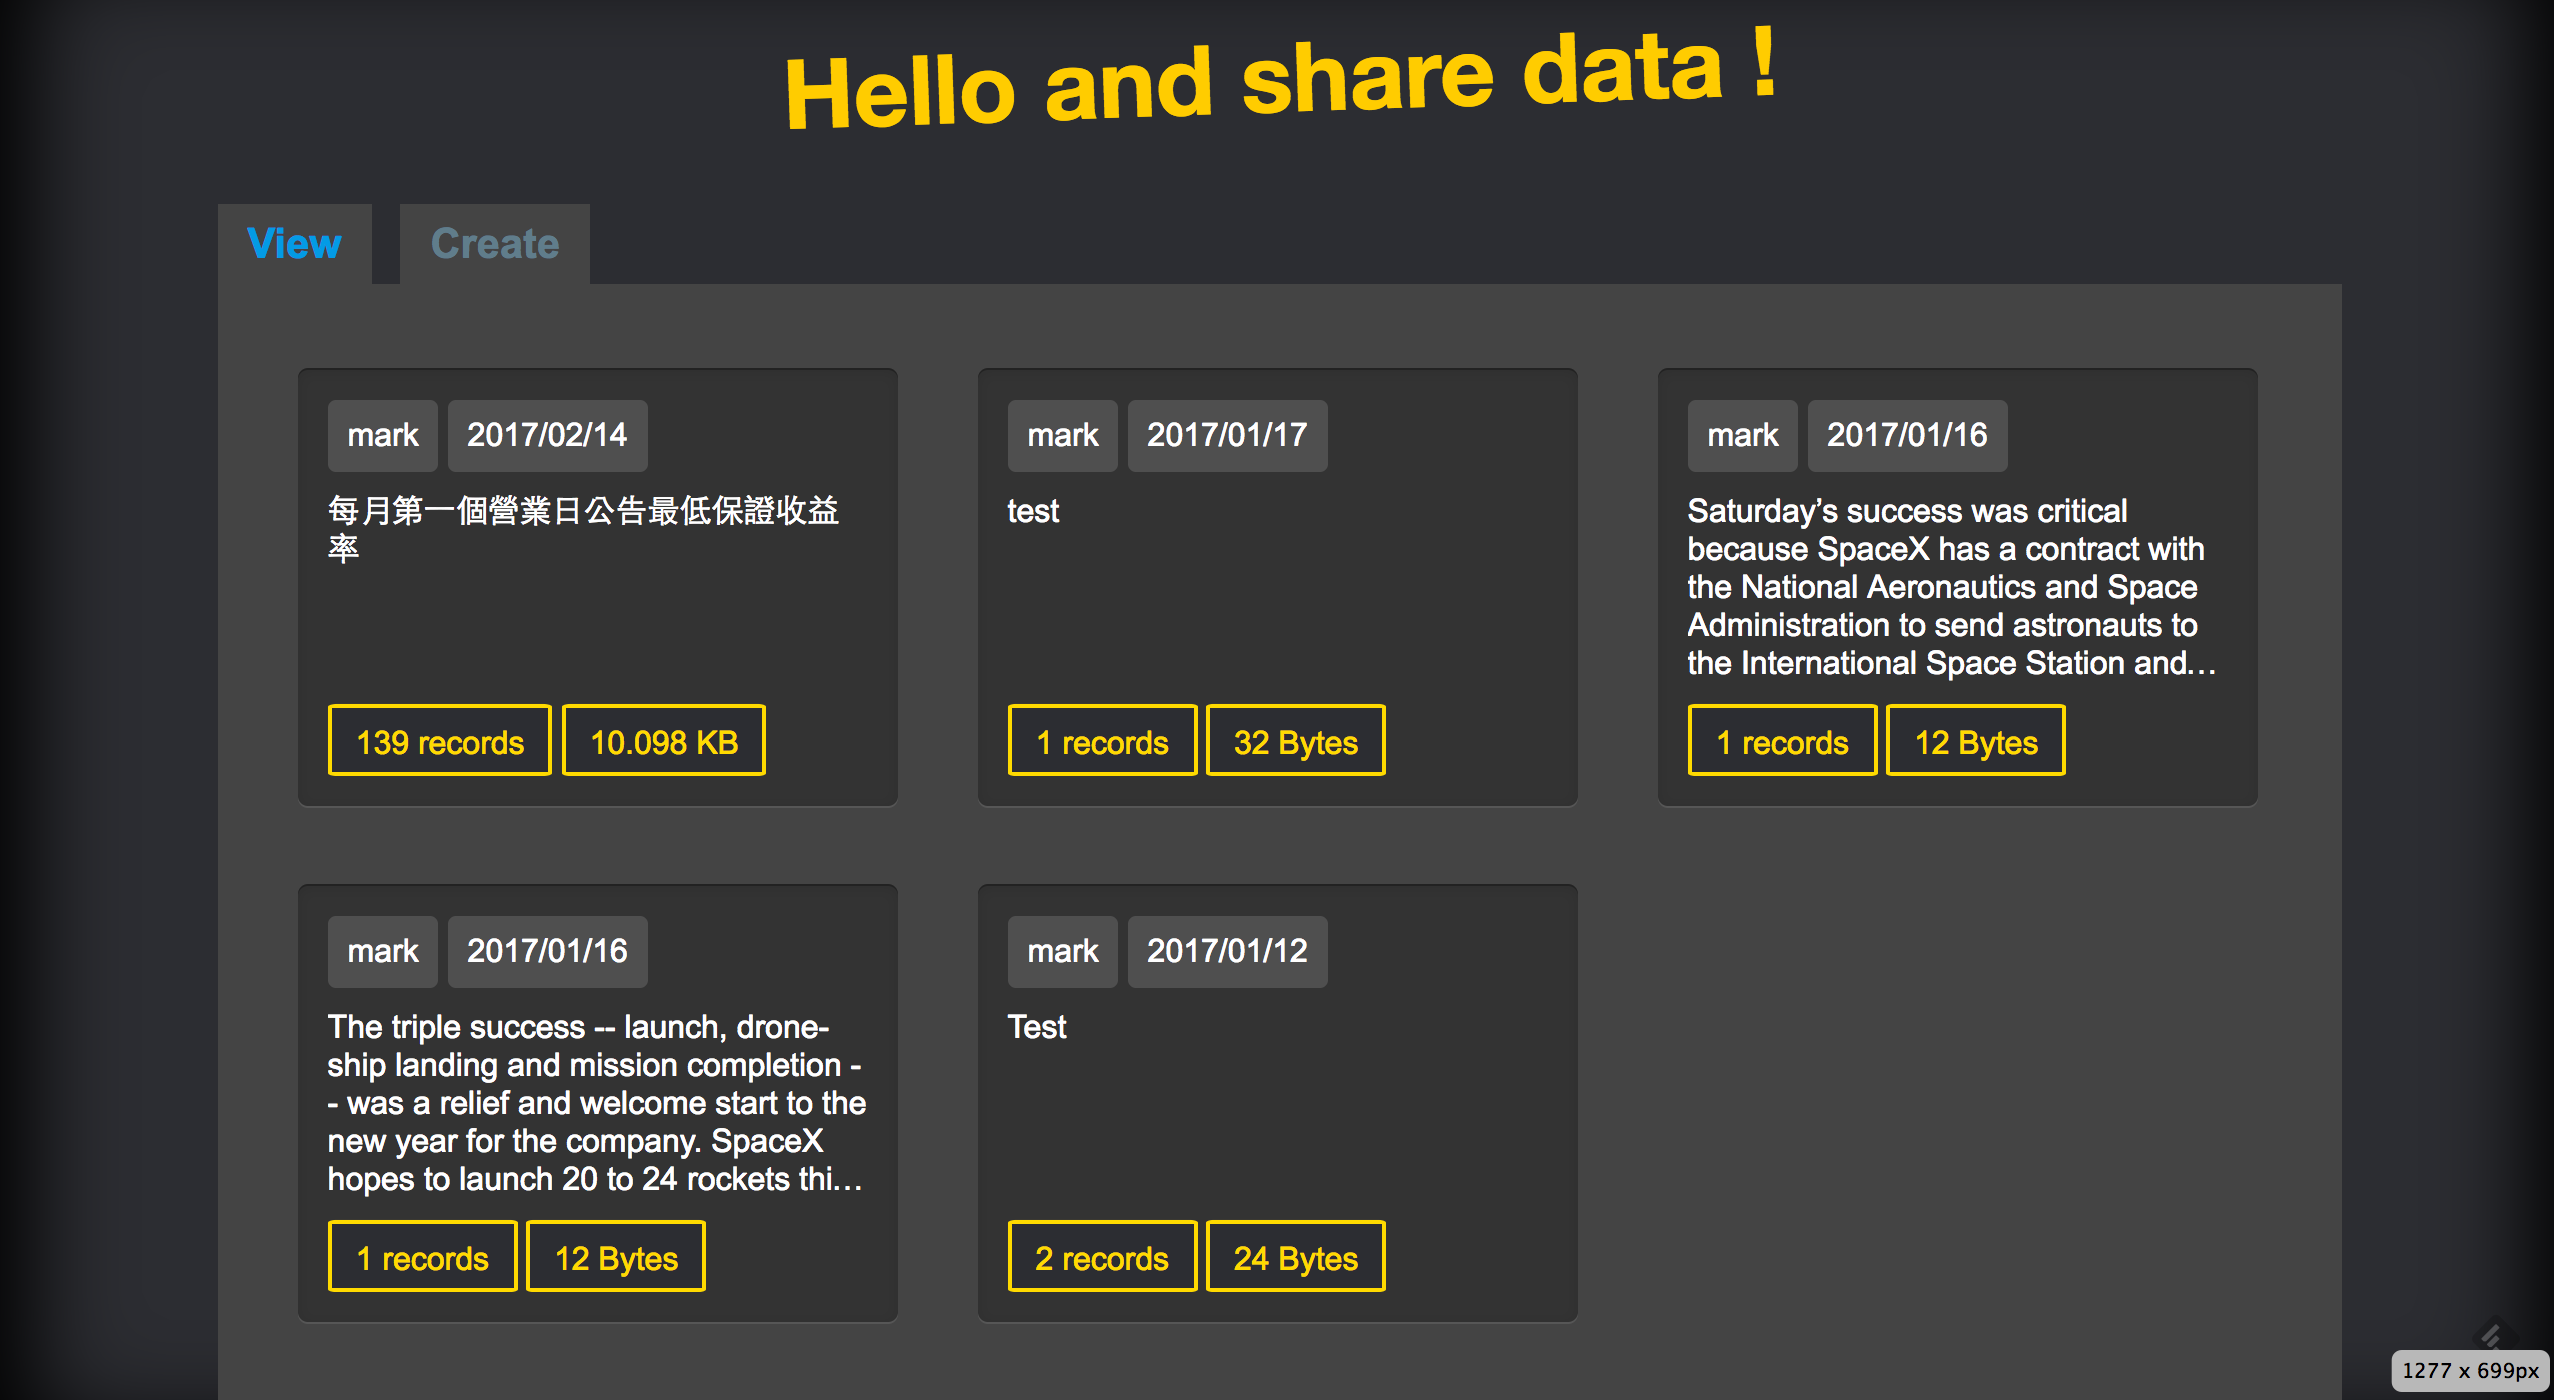 Hello and share data !
View
Create
mark
2017/02/14
每月第一個營業日公告最低保證收益
率
139 records
10.098 KB
mark
2017/01/17
test
1 records
32 Bytes
mark
2017/01/16
Saturday’s success was critical
because SpaceX has a contract with
the National Aeronautics and Space
Administration to send astronauts to
the International Space Station and…
1 records
12 Bytes
mark
2017/01/16
The triple success -- launch, drone-
ship landing and mission completion -
- was a relief and welcome start to the
new year for the company. SpaceX
hopes to launch 20 to 24 rockets thi…
1 records
12 Bytes
mark
2017/01/12
Test
2 records
24 Bytes
1277 x 699px